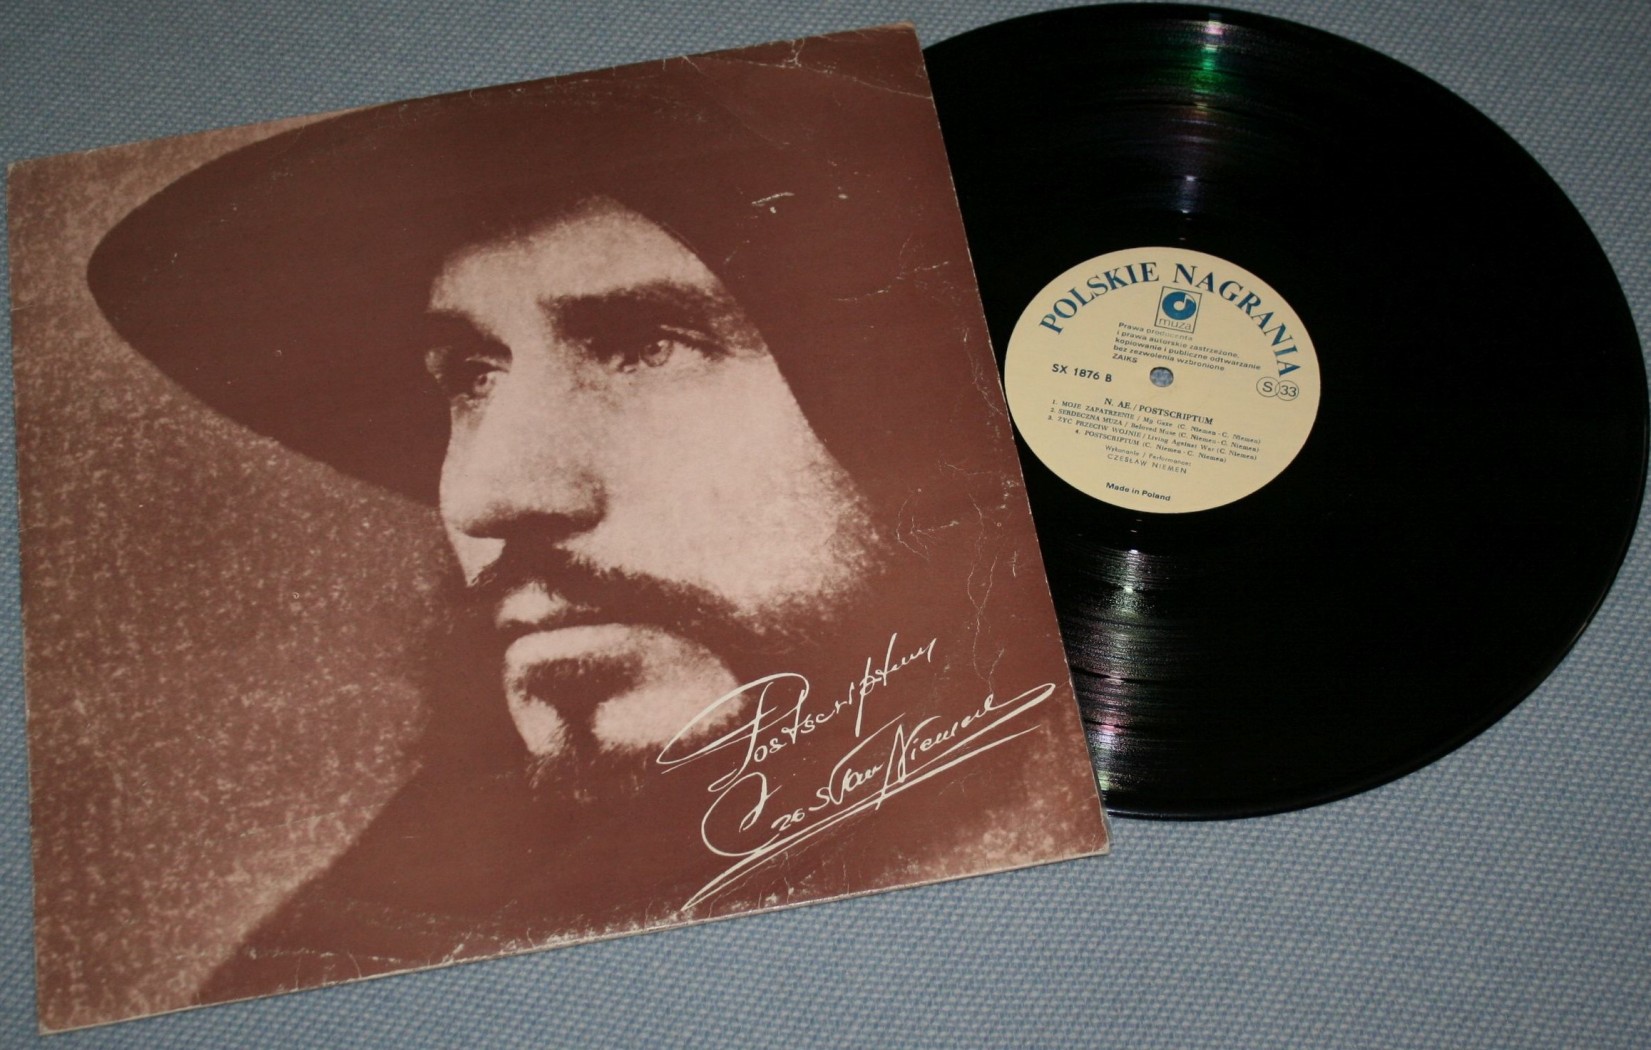 Postscriptum
Czesław Niemen
POLSKIE NAGRANIA
muza
Prawa producenta
i prawa autorskie zastrzeżone,
kopiowanie i publiczne odtwarzanie
bez zezwolenia wzbronione
ZAIKS
SX 1876 B
S 33
N. AE./POSTSCRIPTUM
1. MOJE ZAPATRZENIE / My Gaze (C. Niemen - C. Niemen)
2. SERDECZNA MUZA / Beloved Muse (C. Niemen - C. Niemen)
3. ŻYĆ PRZECIW WOJNIE / Living Against War (C. Niemen)
4. POSTSCRIPTUM (C. Niemen - C. Niemen)
Wykonanie / Performance:
CZESŁAW NIEMEN
Made in Poland